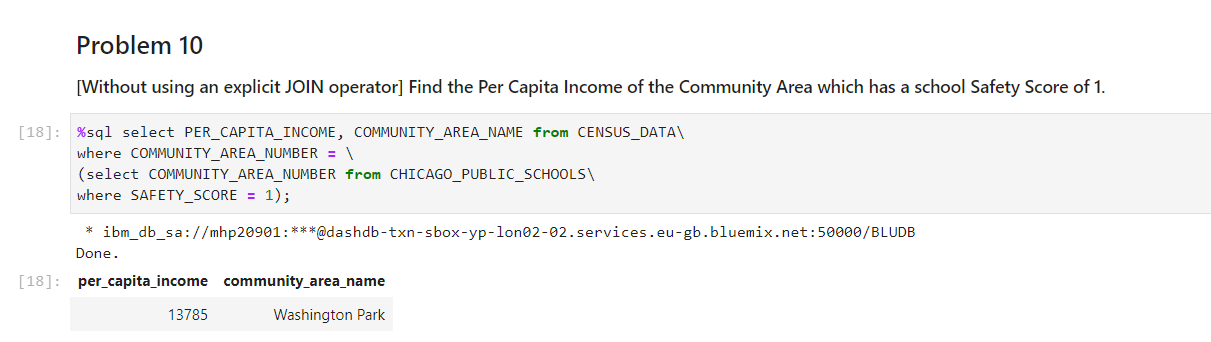 Problem 10
[Without using an explicit JOIN operator] Find the Per Capita Income of the Community Area which has a school Safety Score of 1.
[18]: %sql select PER_CAPITA_INCOME, COMMUNITY_AREA_NAME from CENSUS_DATA\
where COMMUNITY_AREA_NUMBER = \
(select COMMUNITY_AREA_NUMBER from CHICAGO_PUBLIC_SCHOOLS\
where SAFETY_SCORE = 1);
* ibm_db_sa://mhp20901:***@dashdb-txn-sbox-yp-lon02-02.services.eu-gb.bluemix.net:50000/BLUDB
Done.
[18]: per_capita_income community_area_name
13785 Washington Park